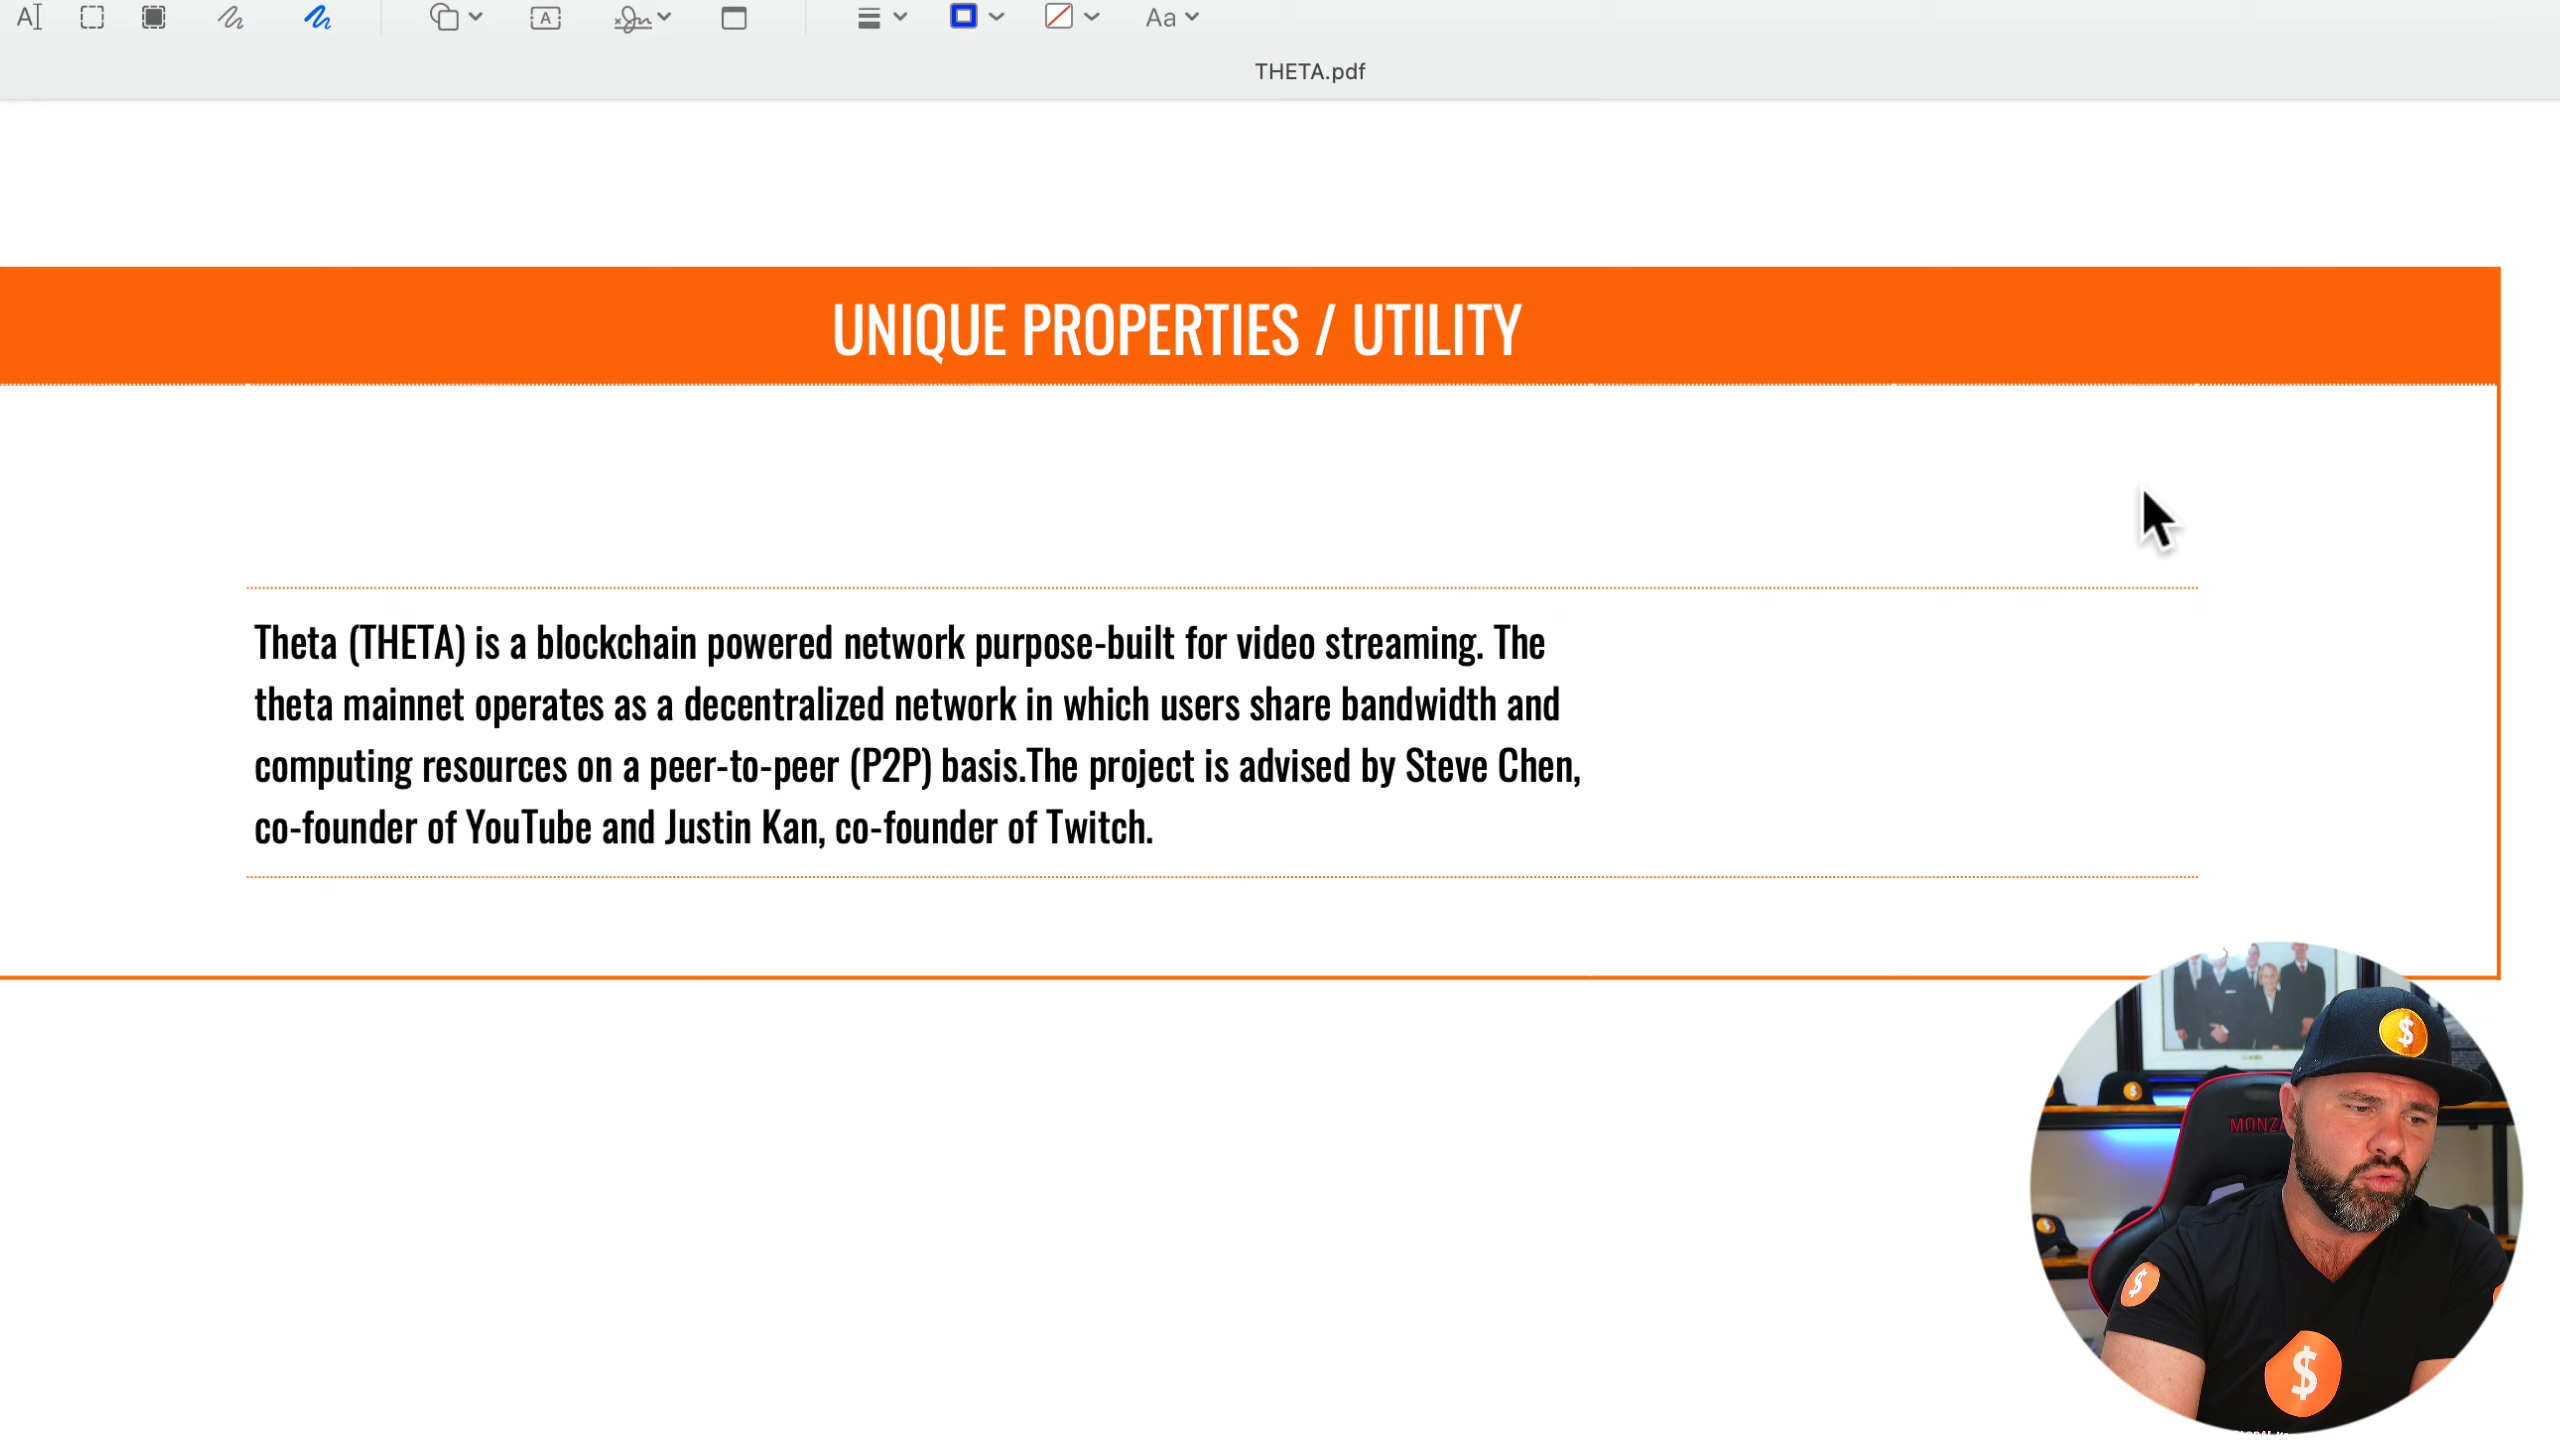 THETA.pdf
UNIQUE PROPERTIES / UTILITY
Theta (THETA) is a blockchain powered network purpose-built for video streaming. The
theta mainnet operates as a decentralized network in which users share bandwidth and
computing resources on a peer-to-peer (P2P) basis.The project is advised by Steve Chen,
co-founder of YouTube and Justin Kan, co-founder of Twitch.